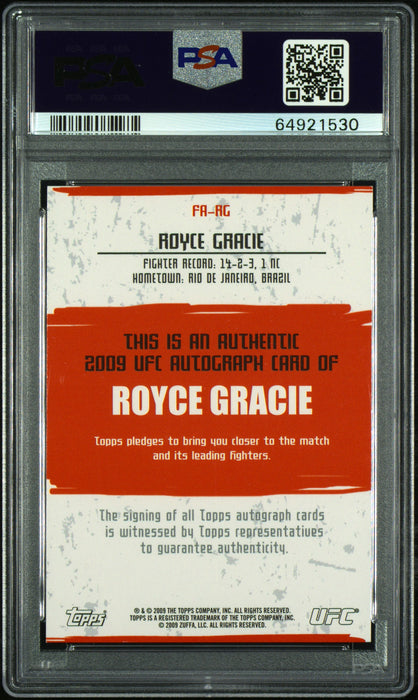 PSA
PSA
64921530
FA-RG
ROYCE GRACIE
FIGHTER RECORD: 14-2-3, 1 NC
HOMETOWN: RIO DE JANEIRO, BRAZIL
THIS IS AN AUTHENTIC
2009 UFC AUTOGRAPH CARD OF
ROYCE GRACIE
Topps pledges to bring you closer to the match
and its leading fighters.
The signing of all Topps autograph cards
is witnessed by Topps representatives
to guarantee authenticity.
Topps
® & © 2009 THE TOPPS COMPANY, INC. ALL RIGHTS RESERVED.
TOPPS IS A REGISTERED TRADEMARK OF THE TOPPS COMPANY, INC.
© 2009 ZUFFA, LLC. ALL RIGHTS RESERVED.
UFC